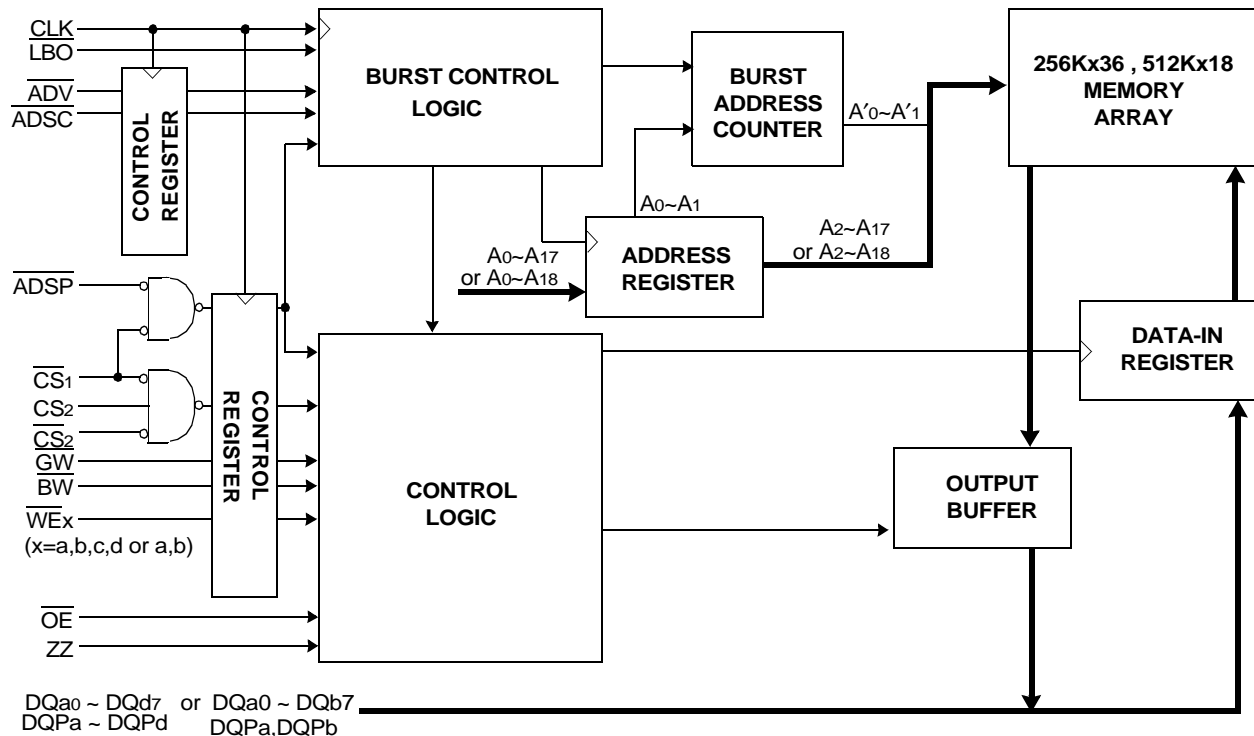 CLK
LBO
ADV
ADSC
CONTROL
REGISTER
BURST CONTROL
LOGIC
BURST
ADDRESS
COUNTER
A′0~A′1
256Kx36 , 512Kx18
MEMORY
ARRAY
A0~A1
A0~A17
or A0~A18
ADDRESS
REGISTER
A2~A17
or A2~A18
ADSP
CS1
CS2
CS2
GW
BW
WEx
(x=a,b,c,d or a,b)
CONTROL
REGISTER
CONTROL
LOGIC
DATA-IN
REGISTER
OUTPUT
BUFFER
OE
ZZ
DQa0 ~ DQd7 or DQa0 ~ DQb7
DQPa ~ DQPd DQPa,DQPb